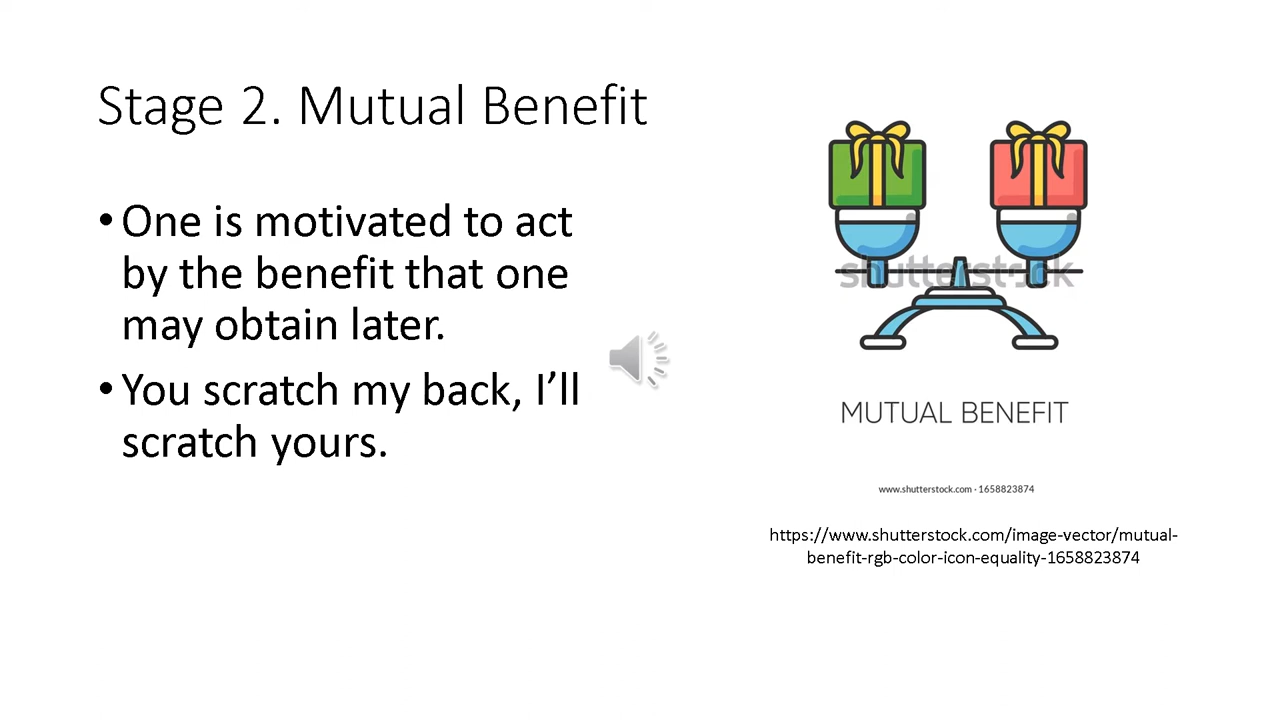 Stage 2. Mutual Benefit
•One is motivated to act
by the benefit that one
may obtain later.
•You scratch my back, I’ll
scratch yours.
shutterstock
MUTUAL BENEFIT
www.shutterstock.com · 1658823874
https://www.shutterstock.com/image-vector/mutual-
benefit-rgb-color-icon-equality-1658823874